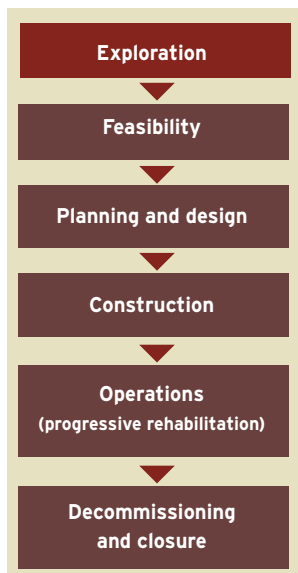 Exploration
Feasibility
Planning and design
Construction
Operations
(progressive rehabilitation)
Decommissioning
and closure